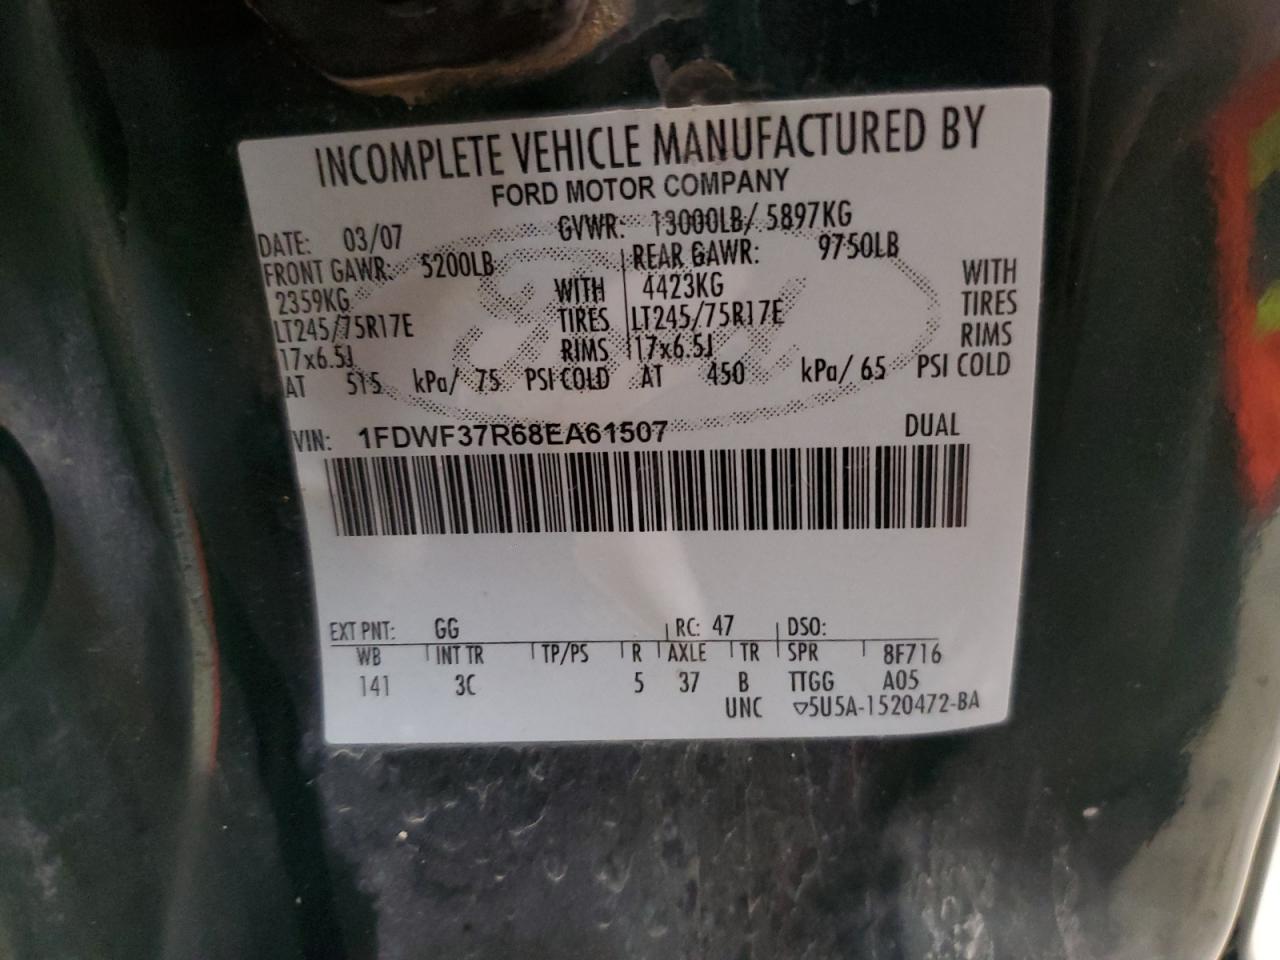 INCOMPLETE VEHICLE MANUFACTURED BY
FORD MOTOR COMPANY
DATE: 03/07 GVWR: 13000LB/ 5897KG
FRONT GAWR: 5200LB REAR GAWR: 9750LB
2359KG WITH 4423KG WITH
LT245/75R17E TIRES LT245/75R17E TIRES
17x6.5J RIMS 17x6.5J RIMS
AT 515 kPa/ 75 PSI COLD AT 450 kPa/ 65 PSI COLD
VIN: 1FDWF37R68EA61507 DUAL
EXT PNT: GG RC: 47 DSO:
WB INT TR TP/PS R AXLE TR SPR 8F716
141 3C 5 37 B TTGG A05
UNC ▽5U5A-1520472-BA